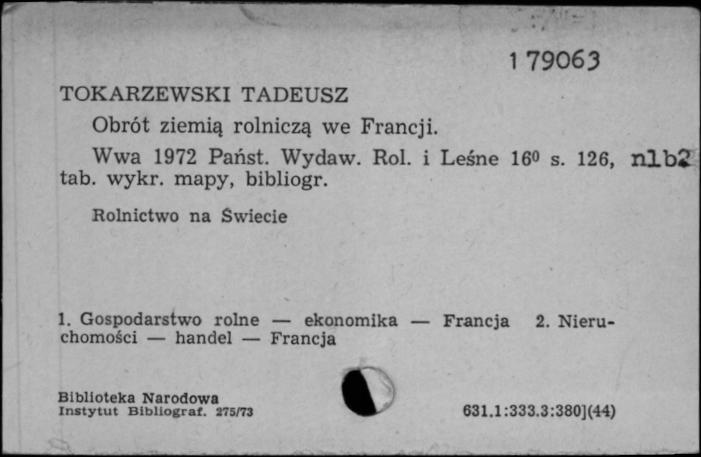 1 79063
TOKARZEWSKI TADEUSZ
Obrót ziemią rolniczą we Francji.
Wwa 1972 Państ. Wydaw. Rol. i Leśne 16⁰ s. 126, nlb2
tab. wykr. mapy, bibliogr.
Rolnictwo na Świecie
1. Gospodarstwo rolne — ekonomika — Francja 2. Nieru-
chomości — handel — Francja
Biblioteka Narodowa
Instytut Bibliograf. 275/73
631.1:333.3:380](44)